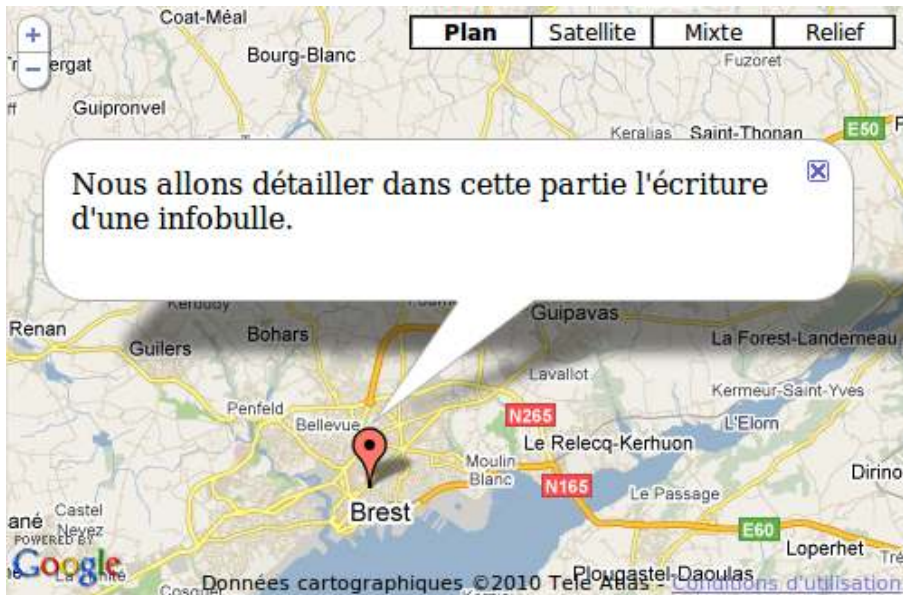 Coat-Méal
Plan Satellite Mixte Relief
+
Bourg-Blanc
Fuzoret
−
Guipronvel
Keralias Saint-Thonan E50
Nous allons détailler dans cette partie l'écriture
d'une infobulle.
Renan
Guilers
Bohars
Guipavas
La Forest-Landerneau
Lavallot
Kermeur-Saint-Yves
Penfeld
Bellevue
N265
L'Elorn
Le Relecq-Kerhuon
Moulin
Blanc
N165
Le Passage
Dirino
Castel
Nevez
Brest
E60
Loperhet
POWERED BY
Google
Plougastel-Daoulas
Données cartographiques ©2010 Tele Atlas - Conditions d'utilisation